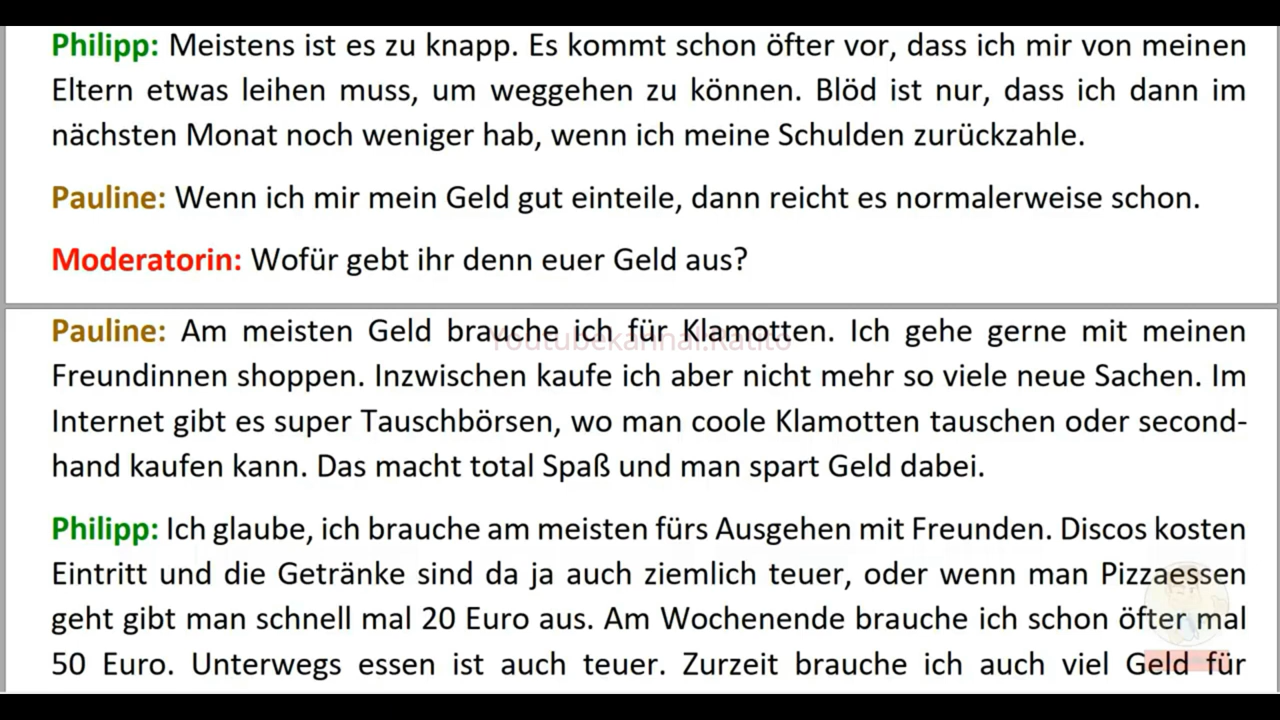 Philipp: Meistens ist es zu knapp. Es kommt schon öfter vor, dass ich mir von meinen
Eltern etwas leihen muss, um weggehen zu können. Blöd ist nur, dass ich dann im
nächsten Monat noch weniger hab, wenn ich meine Schulden zurückzahle.
Pauline: Wenn ich mir mein Geld gut einteile, dann reicht es normalerweise schon.
Moderatorin: Wofür gebt ihr denn euer Geld aus?
Pauline: Am meisten Geld brauche ich für Klamotten. Ich gehe gerne mit meinen
Youtubekannal:Katito
Freundinnen shoppen. Inzwischen kaufe ich aber nicht mehr so viele neue Sachen. Im
Internet gibt es super Tauschbörsen, wo man coole Klamotten tauschen oder second-
hand kaufen kann. Das macht total Spaß und man spart Geld dabei.
Philipp: Ich glaube, ich brauche am meisten fürs Ausgehen mit Freunden. Discos kosten
Eintritt und die Getränke sind da ja auch ziemlich teuer, oder wenn man Pizzaessen
geht gibt man schnell mal 20 Euro aus. Am Wochenende brauche ich schon öfter mal
50 Euro. Unterwegs essen ist auch teuer. Zurzeit brauche ich auch viel Geld für